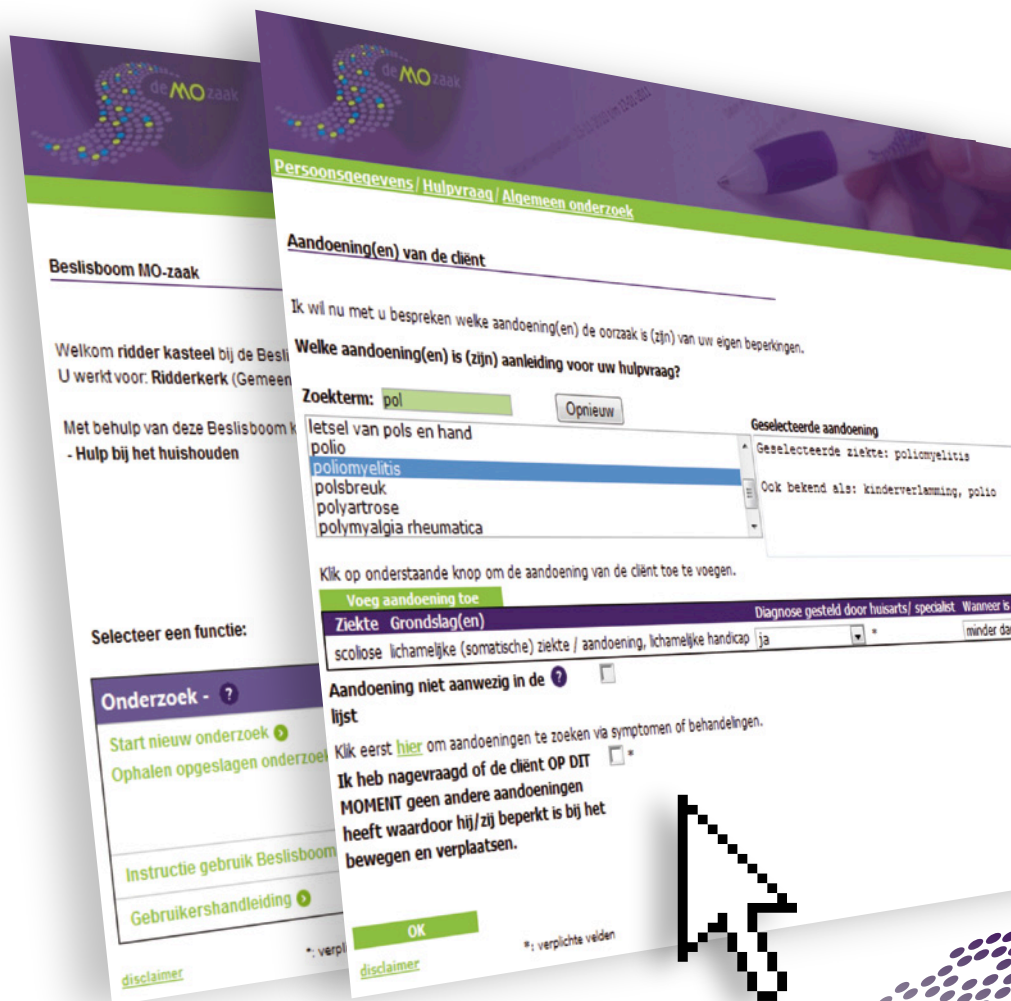 de MO zaak
Beslisboom MO-zaak
Welkom ridder kasteel bij de Besli
U werkt voor: Ridderkerk (Gemeen
Met behulp van deze Beslisboom k
- Hulp bij het huishouden
Selecteer een functie:
Onderzoek - ?
Start nieuw onderzoek
Ophalen opgeslagen onderzoek
Instructie gebruik Beslisboom
Gebruikershandleiding
*: verpli
disclaimer
de MO zaak
Persoonsgegevens / Hulpvraag / Algemeen onderzoek
Aandoening(en) van de cliënt
Ik wil nu met u bespreken welke aandoening(en) de oorzaak is (zijn) van uw eigen beperkingen.
Welke aandoening(en) is (zijn) aanleiding voor uw hulpvraag?
Zoekterm: pol Opnieuw
letsel van pols en hand
polio
poliomyelitis
polsbreuk
polyartrose
polymyalgia rheumatica
Geselecteerde aandoening
Geselecteerde ziekte: poliomyelitis
Ook bekend als: kinderverlamming, polio
Klik op onderstaande knop om de aandoening van de cliënt toe te voegen.
Voeg aandoening toe
Ziekte Grondslag(en) Diagnose gesteld door huisarts/ specialist Wanneer is
scoliose lichamelijke (somatische) ziekte / aandoening, lichamelijke handicap ja * minder da
Aandoening niet aanwezig in de ?
lijst
Klik eerst hier om aandoeningen te zoeken via symptomen of behandelingen.
Ik heb nagevraagd of de cliënt OP DIT *
MOMENT geen andere aandoeningen
heeft waardoor hij/zij beperkt is bij het
bewegen en verplaatsen.
OK
*: verplichte velden
disclaimer